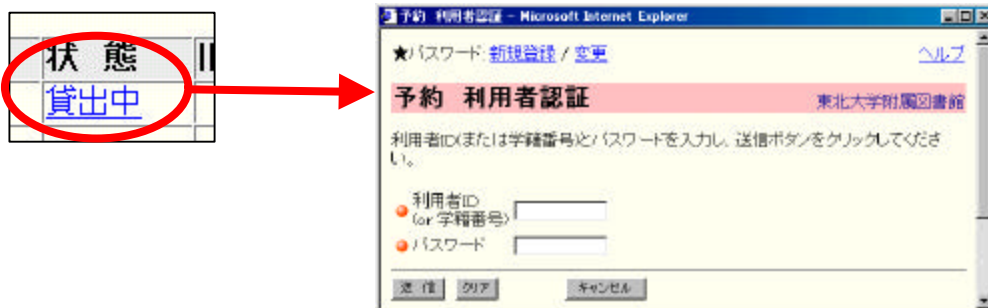 状 態
貸出中
予約 利用者認証 - Microsoft Internet Explorer
★パスワード: 新規登録 / 変更
ヘルプ
予約 利用者認証
東北大学附属図書館
利用者ID(または学籍番号)とパスワードを入力し、送信ボタンをクリックしてくださ
い。
利用者ID
(or 学籍番号)
パスワード
送 信
クリア
キャンセル